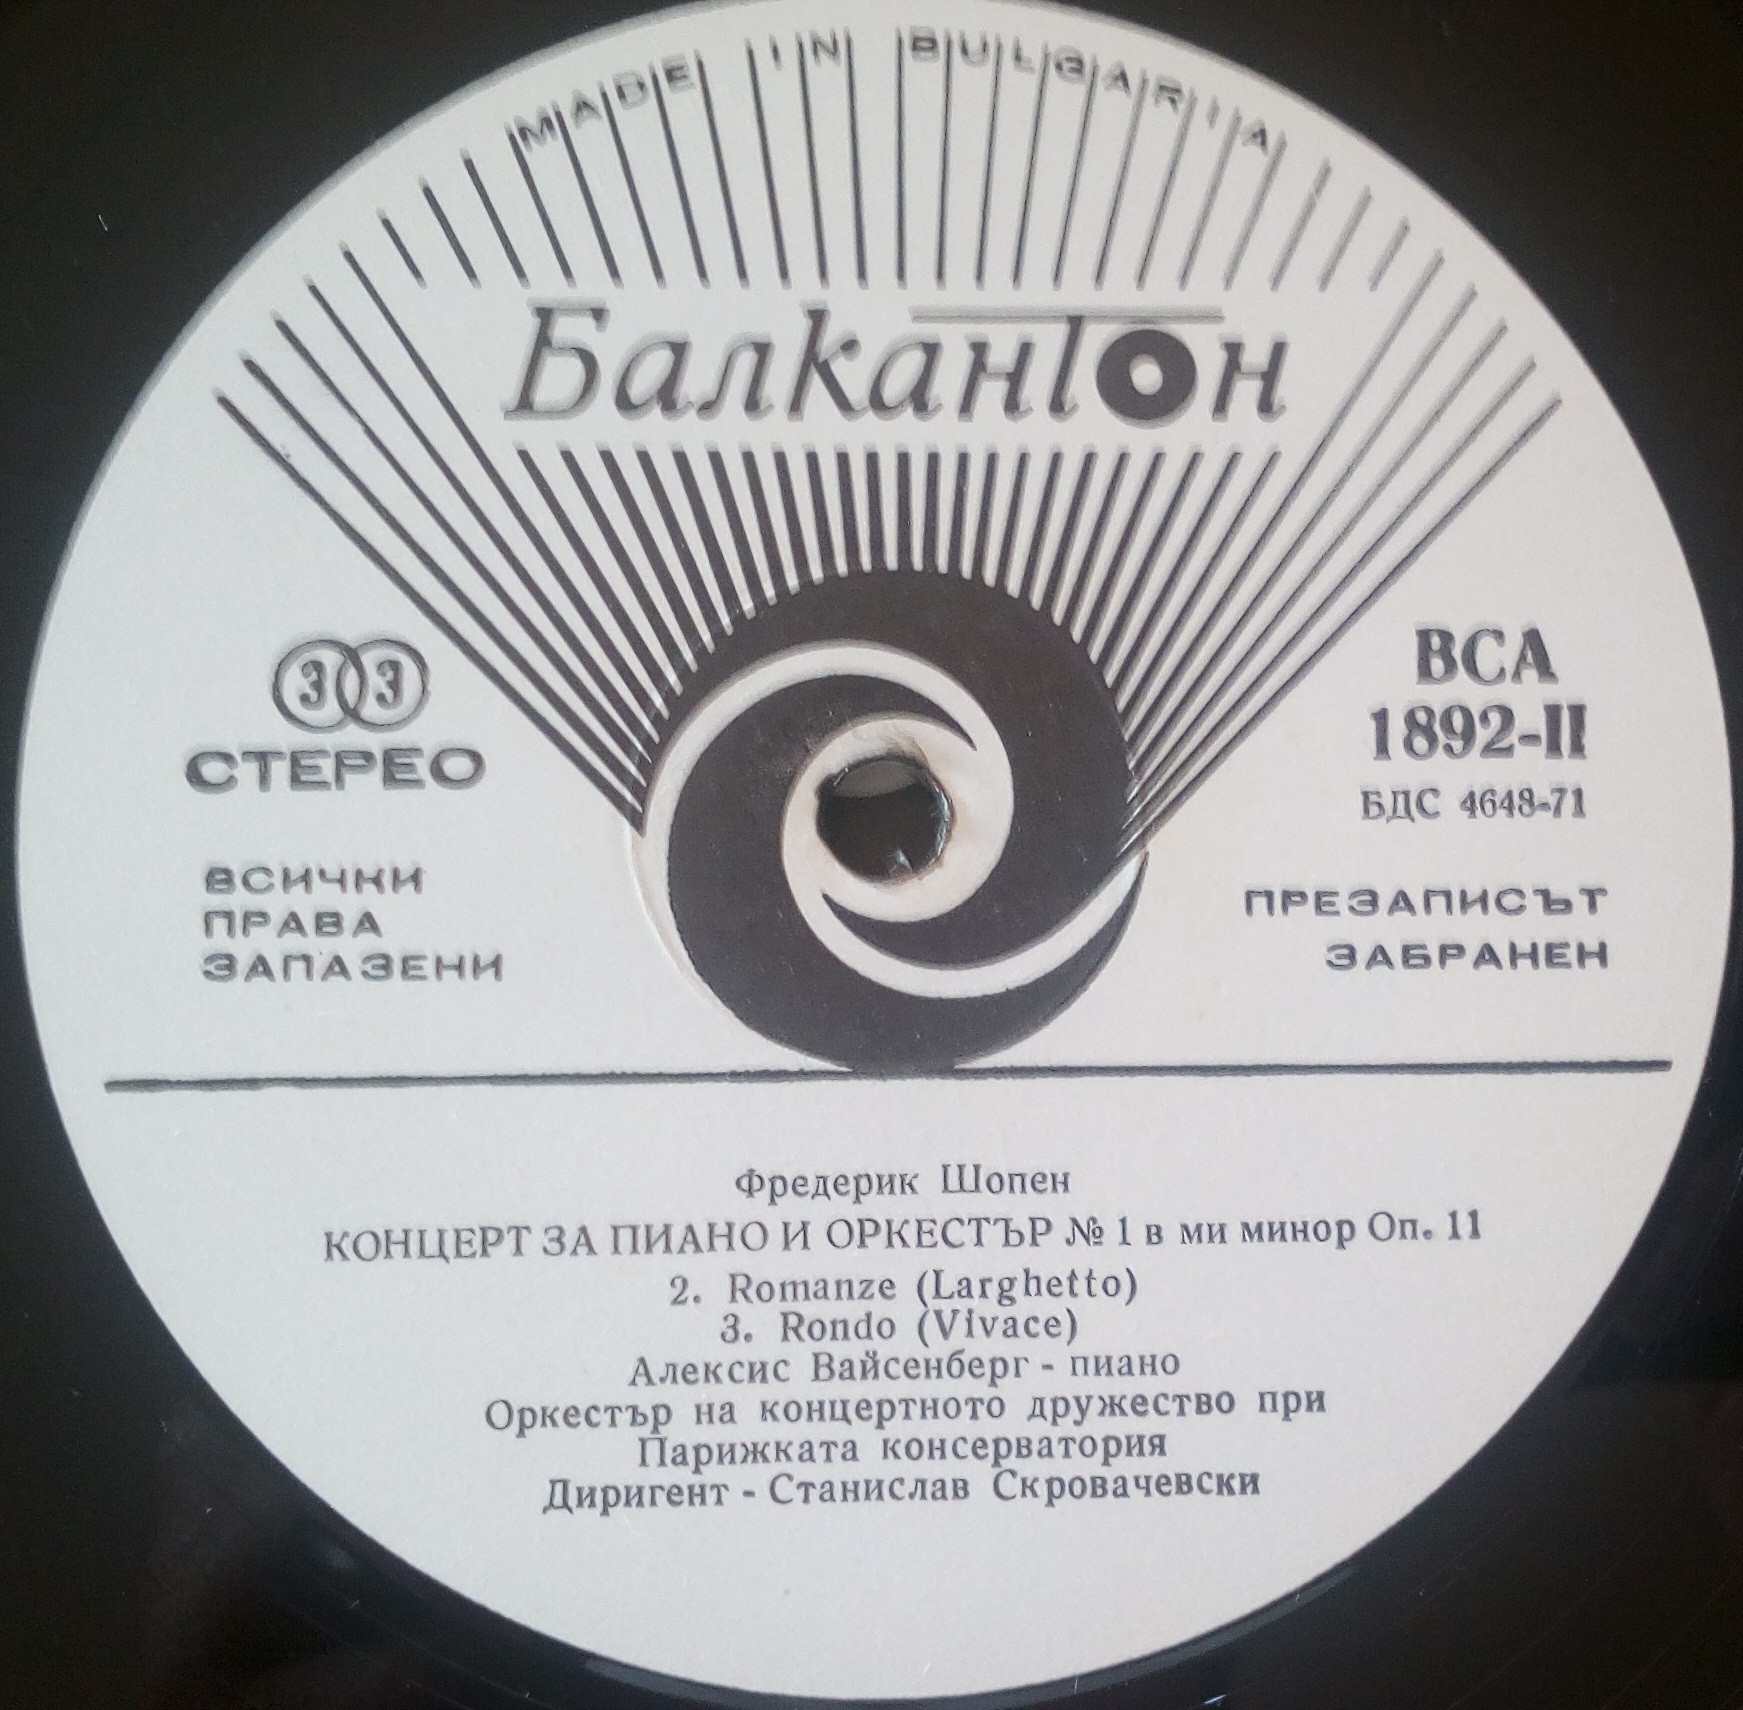 MADE IN BULGARIA
Балкантон
33
СТЕРЕО
ВСИЧКИ
ПРАВА
ЗАПАЗЕНИ
ВСА
1892-II
БДС 4648-71
ПРЕЗАПИСЪТ
ЗАБРАНЕН
Фредерик Шопен
КОНЦЕРТ ЗА ПИАНО И ОРКЕСТЪР № 1 в ми минор Оп. 11
2. Romanze (Larghetto)
3. Rondo (Vivace)
Алексис Вайсенберг - пиано
Оркестър на концертното дружество при
Парижката консерватория
Диригент - Станислав Скровачевски